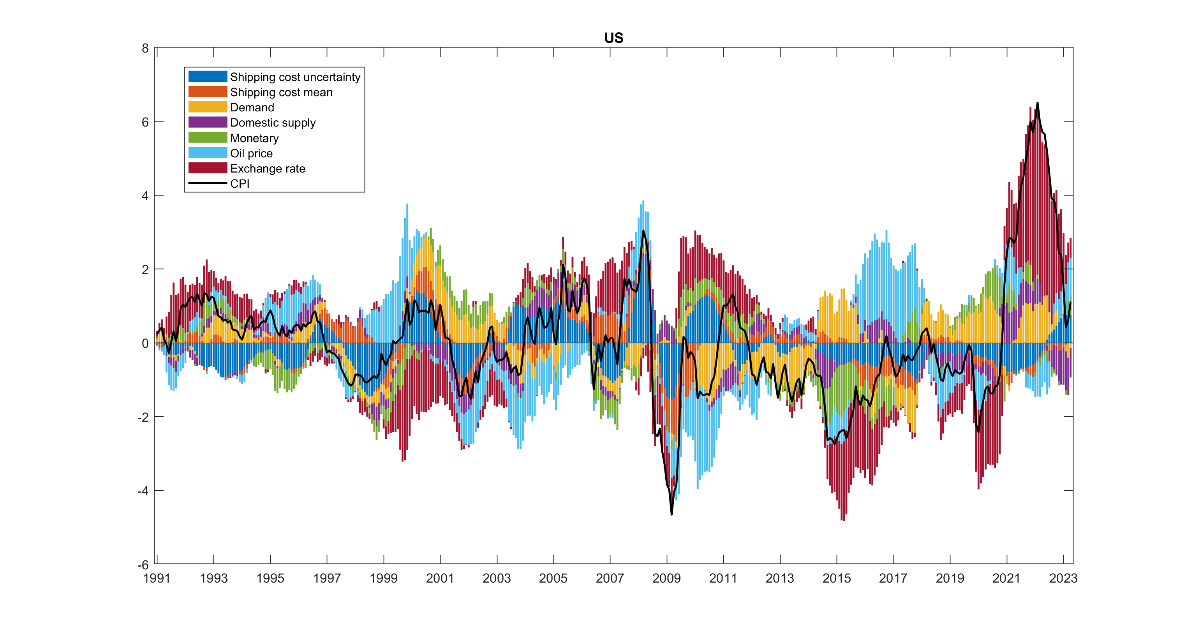 US
8
6
4
2
0
-2
-4
-6
Shipping cost uncertainty
Shipping cost mean
Demand
Domestic supply
Monetary
Oil price
Exchange rate
CPI
1991 1993 1995 1997 1999 2001 2003 2005 2007 2009 2011 2013 2015 2017 2019 2021 2023